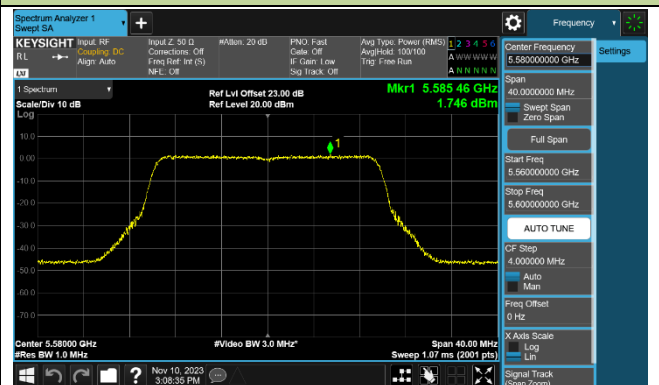 Spectrum Analyzer 1
Swept SA
Frequency
KEYSIGHT
RL
LXI
Input: RF
Coupling: DC
Align: Auto
Input Z: 50 Ω
Corrections: Off
Freq Ref: Int (S)
NFE: Off
#Atten: 20 dB
PNO: Fast
Gate: Off
IF Gain: Low
Sig Track: Off
Avg Type: Power (RMS)
Avg|Hold: 100/100
Trig: Free Run
1 2 3 4 5 6
A W W W W W
A N N N N N
Center Frequency
5.580000000 GHz
Settings
1 Spectrum
Scale/Div 10 dB
Log
Ref Lvl Offset 23.00 dB
Ref Level 20.00 dBm
Mkr1 5.585 46 GHz
1.746 dBm
1
10.0
0.00
-10.0
-20.0
-30.0
-40.0
-50.0
-60.0
-70.0
Span
40.0000000 MHz
Swept Span
Zero Span
Full Span
Start Freq
5.560000000 GHz
Stop Freq
5.600000000 GHz
AUTO TUNE
CF Step
4.000000 MHz
Auto
Man
Freq Offset
0 Hz
X Axis Scale
Log
Lin
Signal Track
(Span Zoom)
Center 5.58000 GHz
#Res BW 1.0 MHz
#Video BW 3.0 MHz*
Span 40.00 MHz
Sweep 1.07 ms (2001 pts)
?
Nov 10, 2023
3:08:35 PM